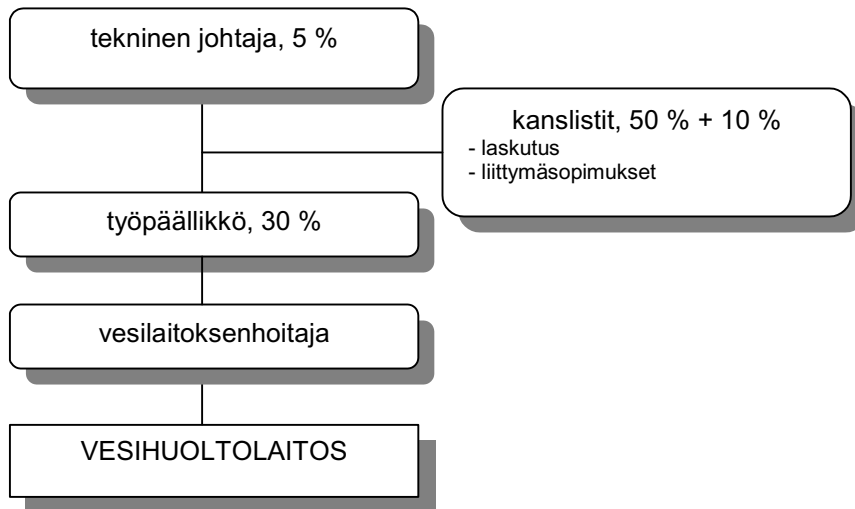 tekninen johtaja, 5 %
kanslistit, 50 % + 10 %
- laskutus
- liittymäsopimukset
työpäällikkö, 30 %
vesilaitoksenhoitaja
VESIHUOLTOLAITOS